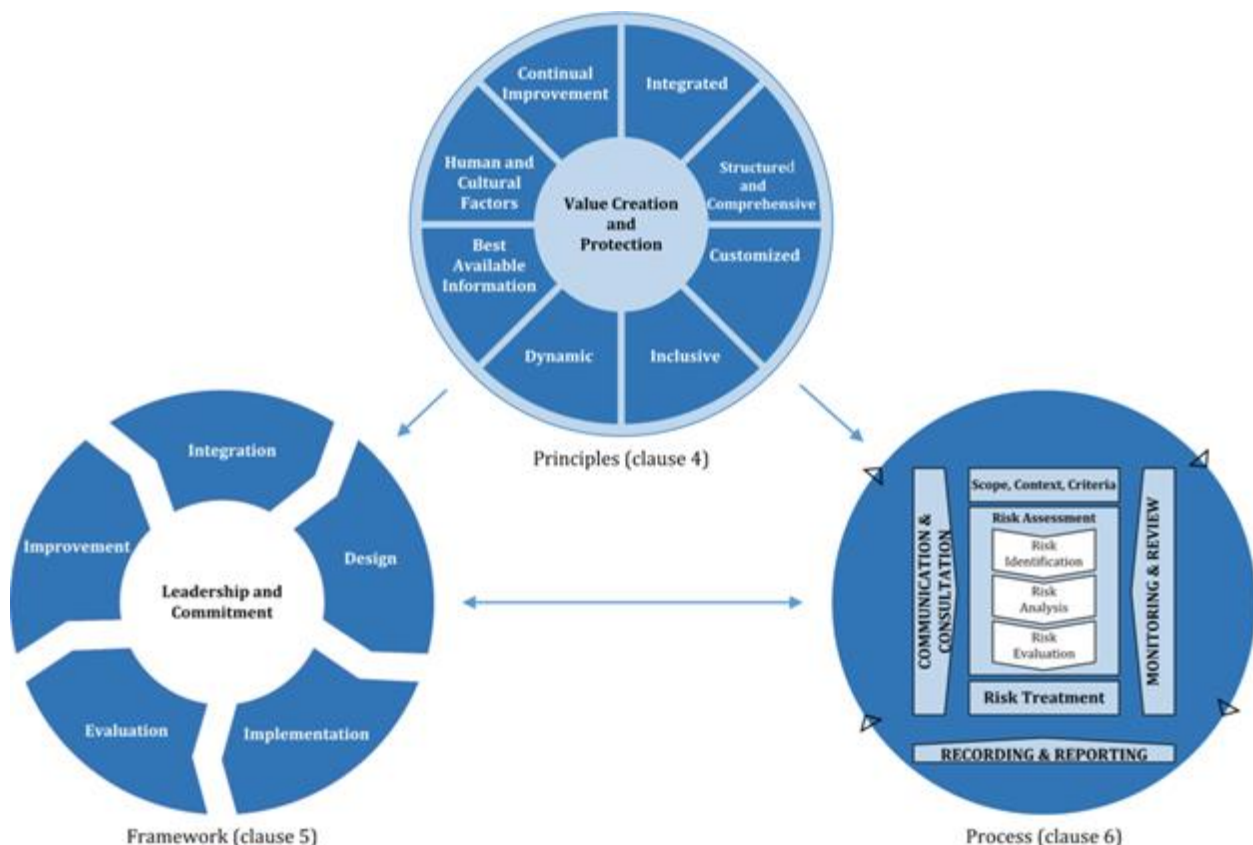 Continual
Improvement
Integrated
Human and
Cultural
Factors
Structured
and
Comprehensive
Value Creation
and
Protection
Best
Available
Information
Customized
Dynamic
Inclusive
Principles (clause 4)
Integration
Improvement
Design
Leadership and
Commitment
Evaluation
Implementation
Framework (clause 5)
Scope, Context, Criteria
Risk Assessment
Risk
Identification
Risk
Analysis
Risk
Evaluation
Risk Treatment
COMMUNICATION &
CONSULTATION
MONITORING & REVIEW
RECORDING & REPORTING
Process (clause 6)